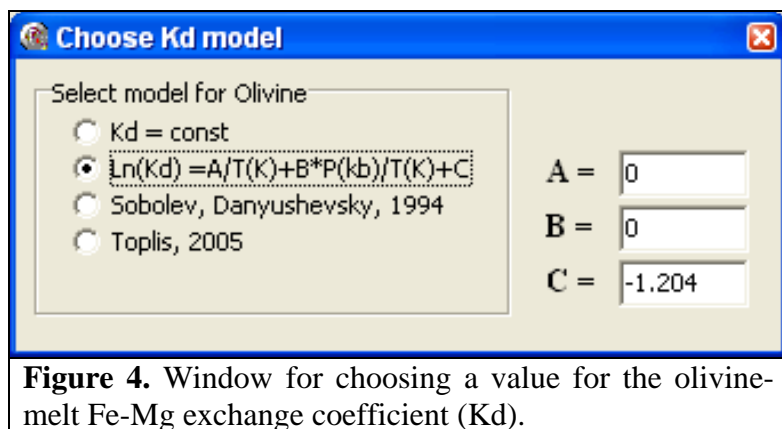 Choose Kd model
Select model for Olivine
Kd = const
Ln(Kd) =A/T(K)+B*P(kb)/T(K)+C
Sobolev, Danyushevsky, 1994
Toplis, 2005
A = 0
B = 0
C = -1.204
Figure 4. Window for choosing a value for the olivine-
melt Fe-Mg exchange coefficient (Kd).